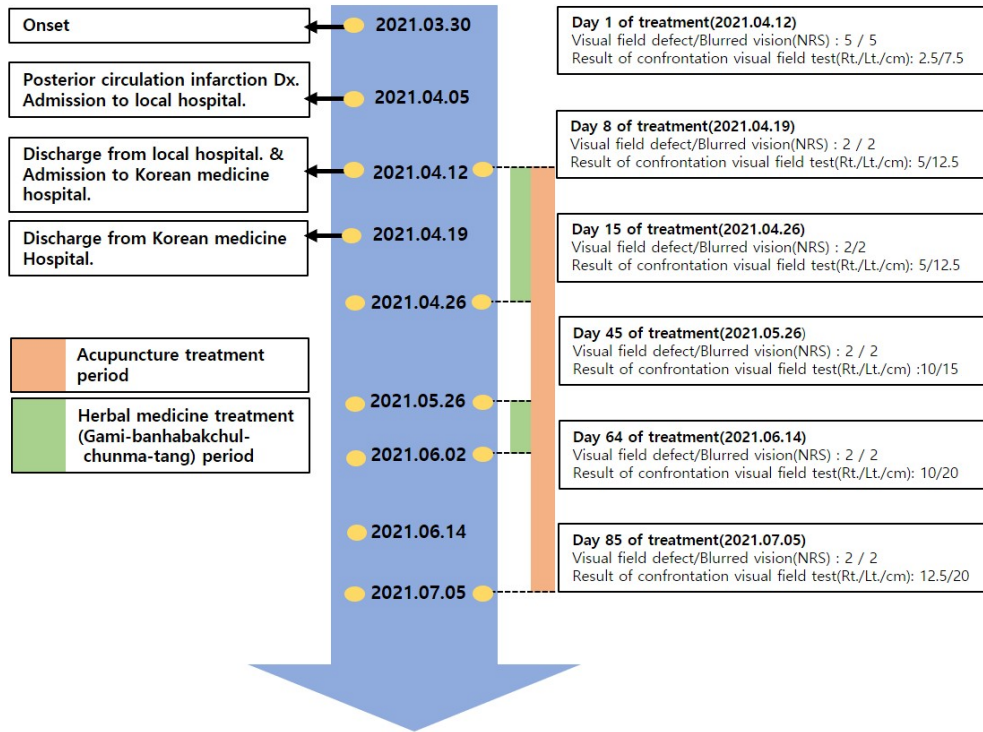 Onset
Posterior circulation infarction Dx.
Admission to local hospital.
Discharge from local hospital. &
Admission to Korean medicine
hospital.
Discharge from Korean medicine
Hospital.
Acupuncture treatment
period
Herbal medicine treatment
(Gami-banhabakchul-
chunma-tang) period
2021.03.30
2021.04.05
2021.04.12
2021.04.19
2021.04.26
2021.05.26
2021.06.02
2021.06.14
2021.07.05
Day 1 of treatment(2021.04.12)
Visual field defect/Blurred vision(NRS) : 5 / 5
Result of confrontation visual field test(Rt./Lt./cm): 2.5/7.5
Day 8 of treatment(2021.04.19)
Visual field defect/Blurred vision(NRS) : 2 / 2
Result of confrontation visual field test(Rt./Lt./cm): 5/12.5
Day 15 of treatment(2021.04.26)
Visual field defect/Blurred vision(NRS) : 2/2
Result of confrontation visual field test(Rt./Lt./cm): 5/12.5
Day 45 of treatment(2021.05.26)
Visual field defect/Blurred vision(NRS) : 2 / 2
Result of confrontation visual field test(Rt./Lt./cm) :10/15
Day 64 of treatment(2021.06.14)
Visual field defect/Blurred vision(NRS) : 2 / 2
Result of confrontation visual field test(Rt./Lt./cm): 10/20
Day 85 of treatment(2021.07.05)
Visual field defect/Blurred vision(NRS) : 2 / 2
Result of confrontation visual field test(Rt./Lt./cm): 12.5/20